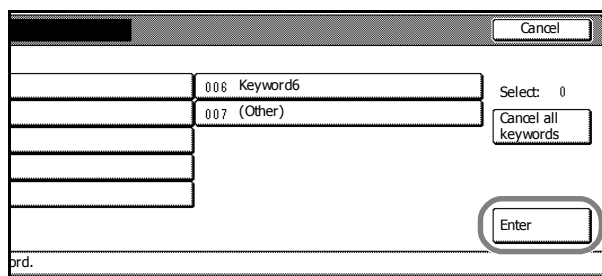 Cancel
006 Keyword6
Select: 0
007 (Other)
Cancel all
keywords
Enter
ord.